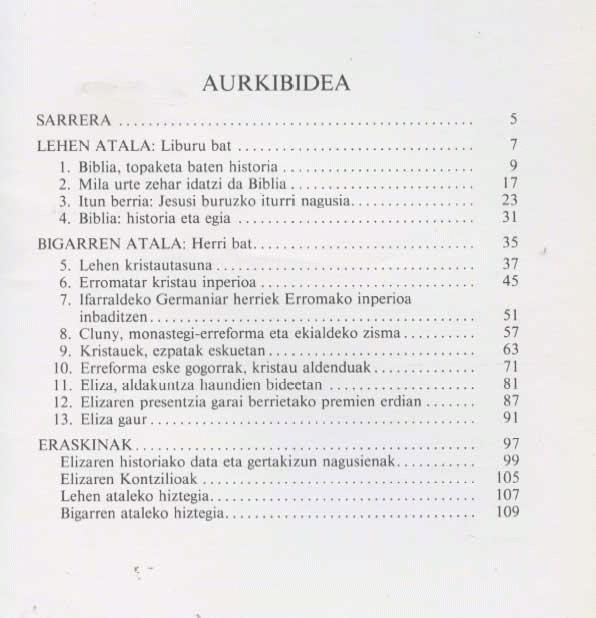 AURKIBIDEA
SARRERA ........................................ 5
LEHEN ATALA: Liburu bat ........................................ 7
1. Biblia, topaketa baten historia ........................................ 9
2. Mila urte zehar idatzi da Biblia ........................................ 17
3. Itun berria: Jesusi buruzko iturri nagusia ........................................ 23
4. Biblia: historia eta egia ........................................ 31
BIGARREN ATALA: Herri bat ........................................ 35
5. Lehen kristautasuna ........................................ 37
6. Erromatar kristau inperioa ........................................ 45
7. Ifarraldeko Germaniar herriek Erromako inperioa
inbaditzen ........................................ 51
8. Cluny, monastegi-erreforma eta ekialdeko zisma ........................................ 57
9. Kristauek, ezpatak eskuetan ........................................ 63
10. Erreforma eske gogorrak, kristau aldenduak ........................................ 71
11. Eliza, aldakuntza haundien bideetan ........................................ 81
12. Elizaren presentzia garai berrietako premien erdian ....... 87
13. Eliza gaur ........................................ 91
ERASKINAK ........................................ 97
Elizaren historiako data eta gertakizun nagusienak .......... 99
Elizaren Kontzilioak ........................................ 105
Lehen ataleko hiztegia ........................................ 107
Bigarren ataleko hiztegia ........................................ 109